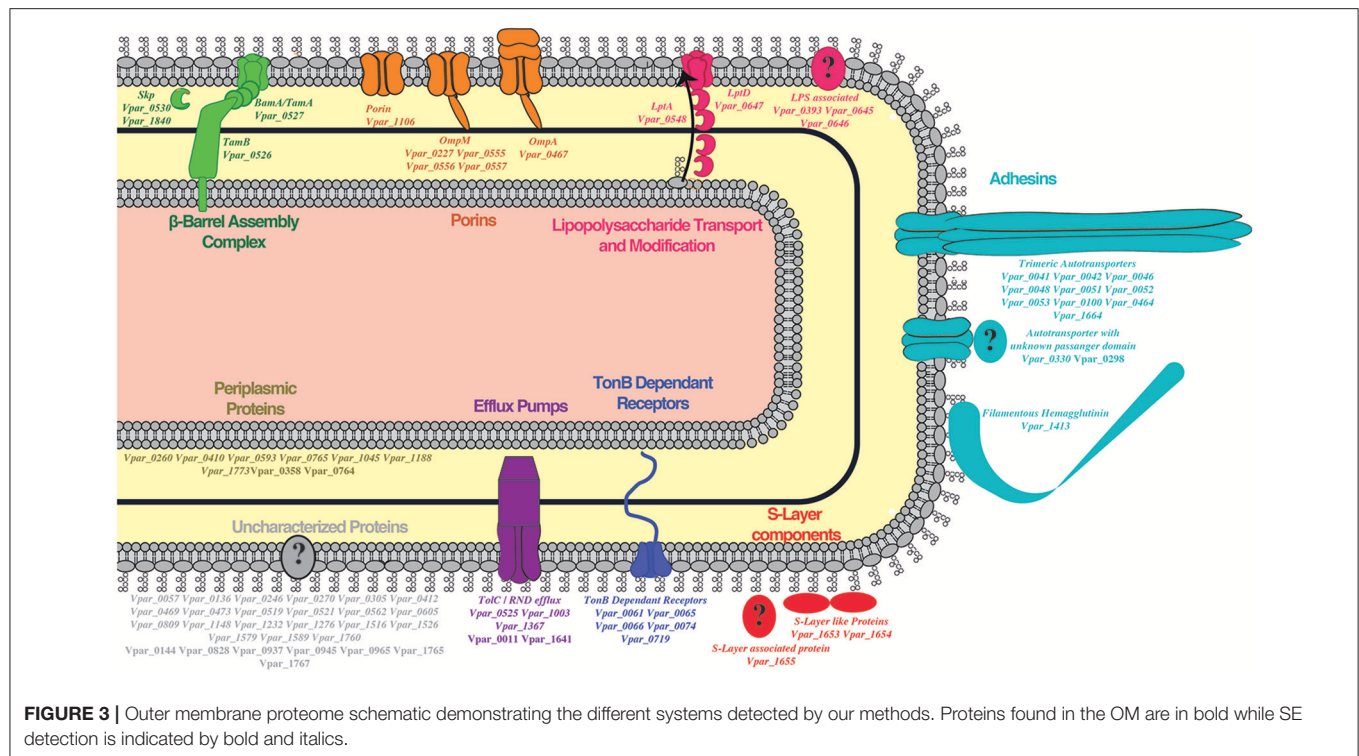 Skp
Vpar_0530
Vpar_1840
BamA/TamA
Vpar_0527
TamB
Vpar_0526
β-Barrel Assembly
Complex
Porin
Vpar_1106
OmpM
Vpar_0227 Vpar_0555
Vpar_0556 Vpar_0557
OmpA
Vpar_0467
Porins
LptA
Vpar_0548
LptD
Vpar_0647
?
LPS associated
Vpar_0393 Vpar_0645
Vpar_0646
Lipopolysaccharide Transport
and Modification
Adhesins
Trimeric Autotransporters
Vpar_0041 Vpar_0042 Vpar_0046
Vpar_0048 Vpar_0051 Vpar_0052
Vpar_0053 Vpar_0100 Vpar_0464
Vpar_1664
?
Autotransporter with
unknown passanger domain
Vpar_0330 Vpar_0298
Filamentous Hemagglutinin
Vpar_1413
Periplasmic
Proteins
Vpar_0260 Vpar_0410 Vpar_0593 Vpar_0765 Vpar_1045 Vpar_1188
Vpar_1773Vpar_0358 Vpar_0764
Efflux Pumps
TonB Dependant
Receptors
Uncharacterized Proteins
?
Vpar_0057 Vpar_0136 Vpar_0246 Vpar_0270 Vpar_0305 Vpar_0412
Vpar_0469 Vpar_0473 Vpar_0519 Vpar_0521 Vpar_0562 Vpar_0605
Vpar_0809 Vpar_1148 Vpar_1232 Vpar_1276 Vpar_1516 Vpar_1526
Vpar_1579 Vpar_1589 Vpar_1760
Vpar_0144 Vpar_0828 Vpar_0937 Vpar_0945 Vpar_0965 Vpar_1765
Vpar_1767
TolC / RND efflux
Vpar_0525 Vpar_1003
Vpar_1367
Vpar_0011 Vpar_1641
TonB Dependant Receptors
Vpar_0061 Vpar_0065
Vpar_0066 Vpar_0074
Vpar_0719
S-Layer
components
?
S-Layer like Proteins
Vpar_1653 Vpar_1654
S-Layer associated protein
Vpar_1655
FIGURE 3 | Outer membrane proteome schematic demonstrating the different systems detected by our methods. Proteins found in the OM are in bold while SE
detection is indicated by bold and italics.